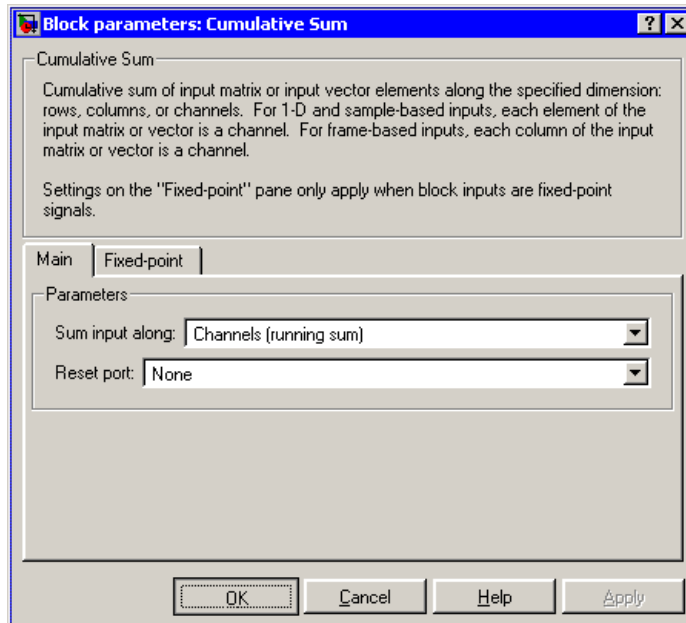 Block parameters: Cumulative Sum
Cumulative Sum
Cumulative sum of input matrix or input vector elements along the specified dimension:
rows, columns, or channels. For 1-D and sample-based inputs, each element of the
input matrix or vector is a channel. For frame-based inputs, each column of the input
matrix or vector is a channel.
Settings on the "Fixed-point" pane only apply when block inputs are fixed-point
signals.
Main Fixed-point
Parameters
Sum input along: Channels (running sum)
Reset port: None
OK Cancel Help Apply